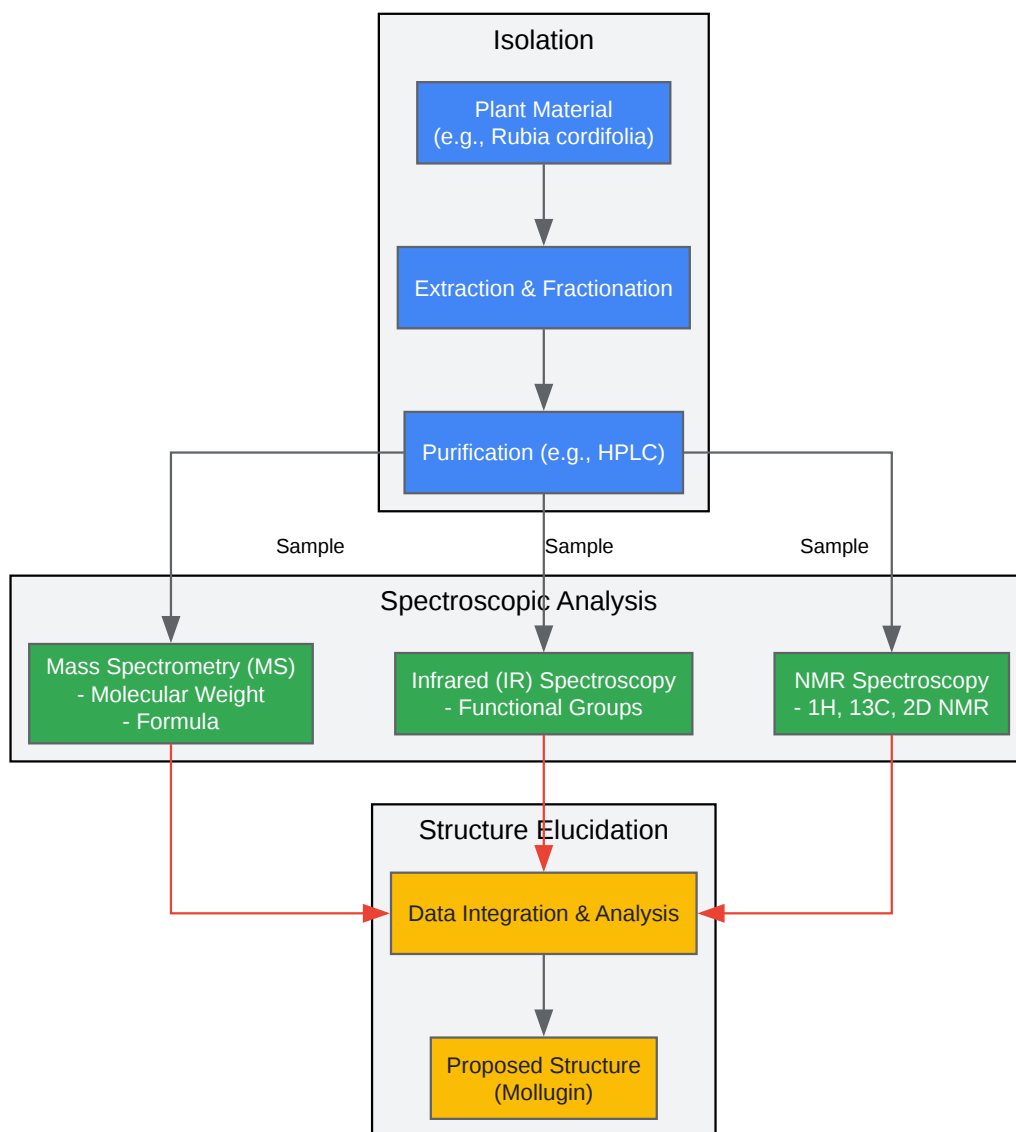 Isolation
Plant Material
(e.g., Rubia cordifolia)
Extraction & Fractionation
Purification (e.g., HPLC)
Sample
Sample
Sample
Spectroscopic Analysis
Mass Spectrometry (MS)
- Molecular Weight
- Formula
Infrared (IR) Spectroscopy
- Functional Groups
NMR Spectroscopy
- 1H, 13C, 2D NMR
Structure Elucidation
Data Integration & Analysis
Proposed Structure
(Mollugin)